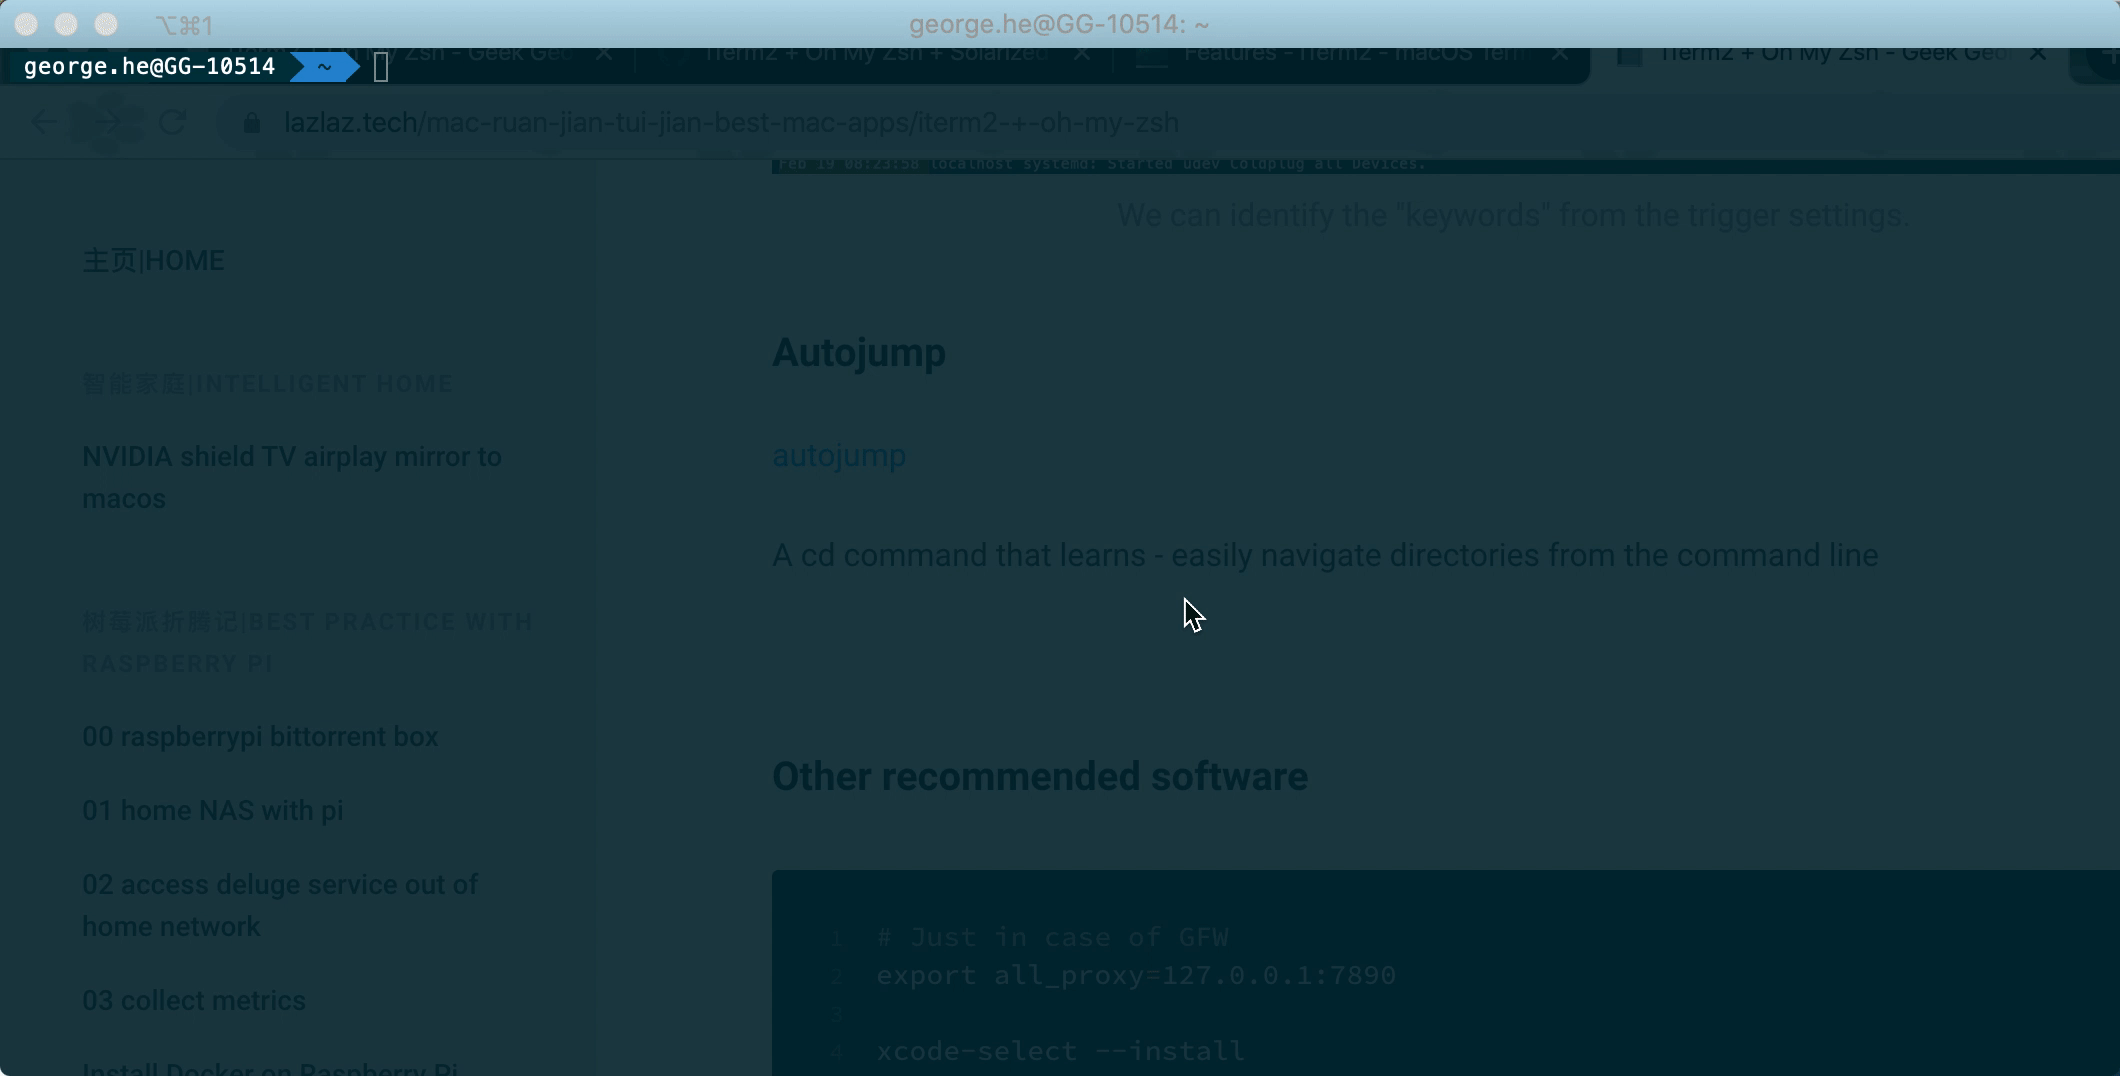 ⌥⌘1
george.he@GG-10514: ~
george.he@GG-10514 ~
iTerm2 + Oh My Zsh + Solarized
Features - iTerm2 - macOS Term
iTerm2 + Oh My Zsh - Geek Geo
lazlaz.tech/mac-ruan-jian-tui-jian-best-mac-apps/iterm2-+-oh-my-zsh
Feb 19 08:23:58 localhost systemd: Started udev Coldplug all Devices.
We can identify the "keywords" from the trigger settings.
主页|HOME
智能家庭|INTELLIGENT HOME
NVIDIA shield TV airplay mirror to
macos
树莓派折腾记|BEST PRACTICE WITH
RASPBERRY PI
00 raspberrypi bittorrent box
01 home NAS with pi
02 access deluge service out of
home network
03 collect metrics
Install Docker on Raspberry Pi
Autojump
autojump
A cd command that learns - easily navigate directories from the command line
Other recommended software
1 # Just in case of GFW
2 export all_proxy=127.0.0.1:7890
3
4 xcode-select --install